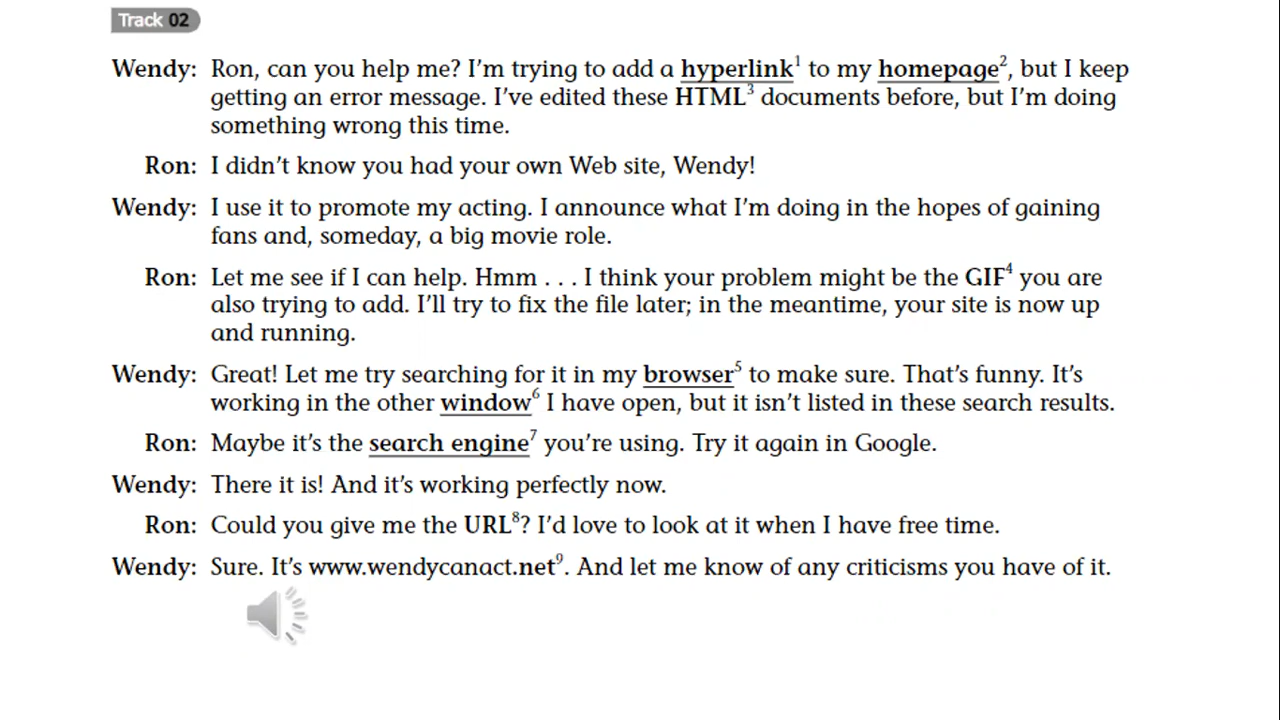 Track 02
Wendy: Ron, can you help me? I’m trying to add a hyperlink¹ to my homepage², but I keep
getting an error message. I’ve edited these HTML³ documents before, but I’m doing
something wrong this time.
Ron: I didn’t know you had your own Web site, Wendy!
Wendy: I use it to promote my acting. I announce what I’m doing in the hopes of gaining
fans and, someday, a big movie role.
Ron: Let me see if I can help. Hmm . . . I think your problem might be the GIF⁴ you are
also trying to add. I’ll try to fix the file later; in the meantime, your site is now up
and running.
Wendy: Great! Let me try searching for it in my browser⁵ to make sure. That’s funny. It’s
working in the other window⁶ I have open, but it isn’t listed in these search results.
Ron: Maybe it’s the search engine⁷ you’re using. Try it again in Google.
Wendy: There it is! And it’s working perfectly now.
Ron: Could you give me the URL⁸? I’d love to look at it when I have free time.
Wendy: Sure. It’s www.wendycanact.net⁹. And let me know of any criticisms you have of it.